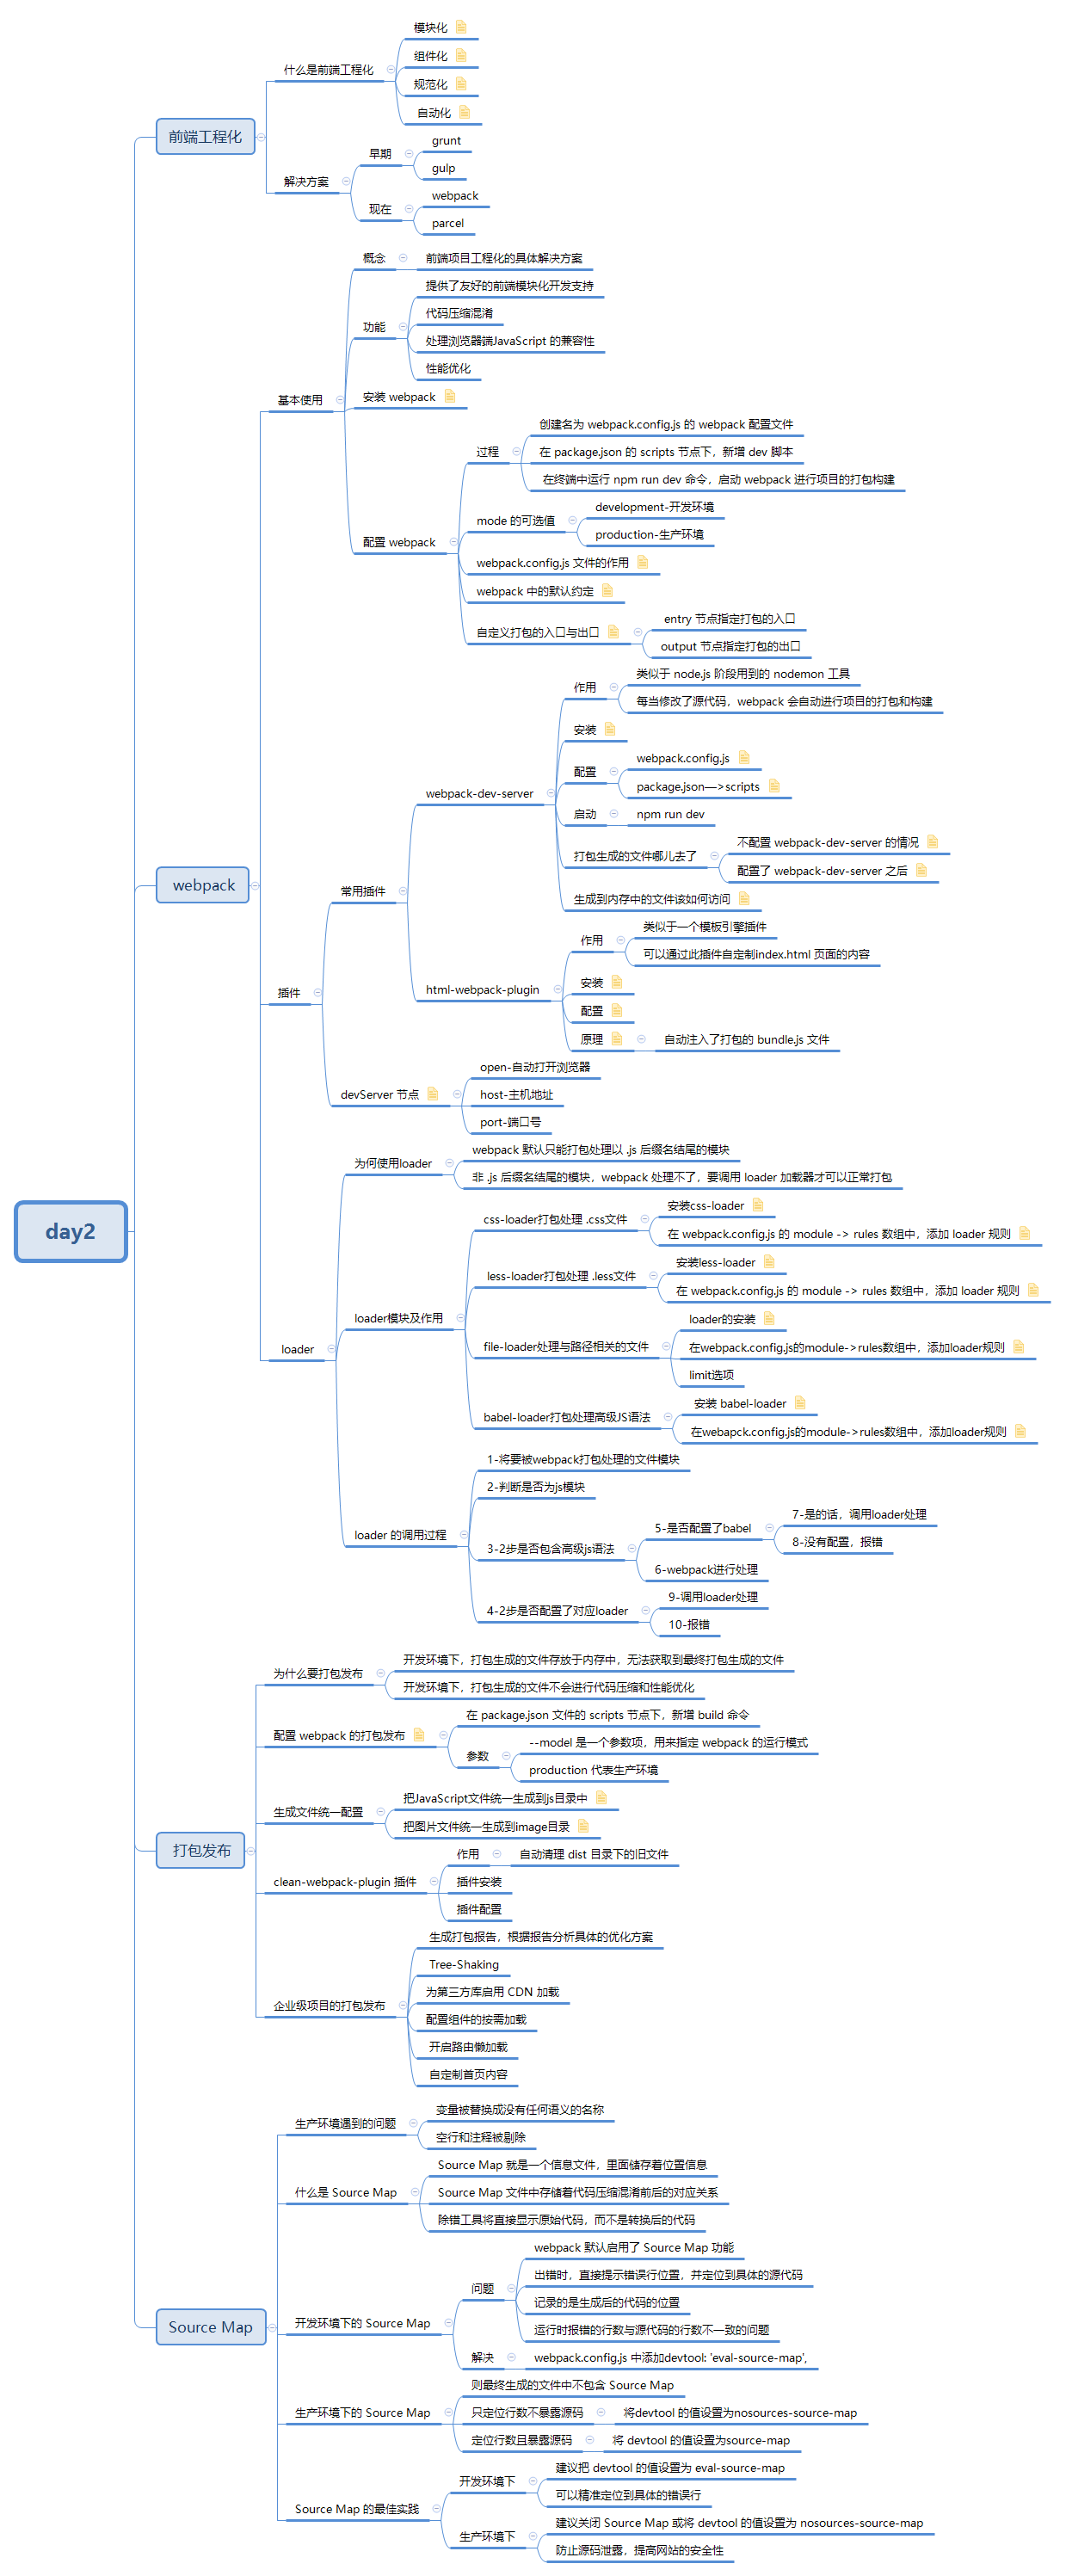 day2
前端工程化
什么是前端工程化
模块化
组件化
规范化
自动化
解决方案
早期
grunt
gulp
现在
webpack
parcel
webpack
基本使用
概念
前端项目工程化的具体解决方案
功能
提供了友好的前端模块化开发支持
代码压缩混淆
处理浏览器端JavaScript 的兼容性
性能优化
安装 webpack
配置 webpack
过程
创建名为 webpack.config.js 的 webpack 配置文件
在 package.json 的 scripts 节点下，新增 dev 脚本
在终端中运行 npm run dev 命令，启动 webpack 进行项目的打包构建
mode 的可选值
development-开发环境
production-生产环境
webpack.config.js 文件的作用
webpack 中的默认约定
自定义打包的入口与出口
entry 节点指定打包的入口
output 节点指定打包的出口
插件
常用插件
webpack-dev-server
作用
类似于 node.js 阶段用到的 nodemon 工具
每当修改了源代码，webpack 会自动进行项目的打包和构建
安装
配置
webpack.config.js
package.json—>scripts
启动
npm run dev
打包生成的文件哪儿去了
不配置 webpack-dev-server 的情况
配置了 webpack-dev-server 之后
生成到内存中的文件该如何访问
html-webpack-plugin
作用
类似于一个模板引擎插件
可以通过此插件自定制index.html 页面的内容
安装
配置
原理
自动注入了打包的 bundle.js 文件
devServer 节点
open-自动打开浏览器
host-主机地址
port-端口号
loader
为何使用loader
webpack 默认只能打包处理以 .js 后缀名结尾的模块
非 .js 后缀名结尾的模块，webpack 处理不了，要调用 loader 加载器才可以正常打包
loader模块及作用
css-loader打包处理 .css文件
安装css-loader
在 webpack.config.js 的 module -> rules 数组中，添加 loader 规则
less-loader打包处理 .less文件
安装less-loader
在 webpack.config.js 的 module -> rules 数组中，添加 loader 规则
file-loader处理与路径相关的文件
loader的安装
在webpack.config.js的module->rules数组中，添加loader规则
limit选项
babel-loader打包处理高级JS语法
安装 babel-loader
在webapck.config.js的module->rules数组中，添加loader规则
loader 的调用过程
1-将要被webpack打包处理的文件模块
2-判断是否为js模块
3-2步是否包含高级js语法
5-是否配置了babel
7-是的话，调用loader处理
8-没有配置，报错
6-webpack进行处理
4-2步是否配置了对应loader
9-调用loader处理
10-报错
打包发布
为什么要打包发布
开发环境下，打包生成的文件存放于内存中，无法获取到最终打包生成的文件
开发环境下，打包生成的文件不会进行代码压缩和性能优化
配置 webpack 的打包发布
在 package.json 文件的 scripts 节点下，新增 build 命令
参数
--model 是一个参数项，用来指定 webpack 的运行模式
production 代表生产环境
生成文件统一配置
把JavaScript文件统一生成到js目录中
把图片文件统一生成到image目录
clean-webpack-plugin 插件
作用
自动清理 dist 目录下的旧文件
插件安装
插件配置
企业级项目的打包发布
生成打包报告，根据报告分析具体的优化方案
Tree-Shaking
为第三方库启用 CDN 加载
配置组件的按需加载
开启路由懒加载
自定制首页内容
Source Map
生产环境遇到的问题
变量被替换成没有任何语义的名称
空行和注释被剔除
什么是 Source Map
Source Map 就是一个信息文件，里面储存着位置信息
Source Map 文件中存储着代码压缩混淆前后的对应关系
除错工具将直接显示原始代码，而不是转换后的代码
开发环境下的 Source Map
问题
webpack 默认启用了 Source Map 功能
出错时，直接提示错误行位置，并定位到具体的源代码
记录的是生成后的代码的位置
运行时报错的行数与源代码的行数不一致的问题
解决
webpack.config.js 中添加devtool: 'eval-source-map',
生产环境下的 Source Map
则最终生成的文件中不包含 Source Map
只定位行数不暴露源码
将devtool 的值设置为nosources-source-map
定位行数且暴露源码
将 devtool 的值设置为source-map
Source Map 的最佳实践
开发环境下
建议把 devtool 的值设置为 eval-source-map
可以精准定位到具体的错误行
生产环境下
建议关闭 Source Map 或将 devtool 的值设置为 nosources-source-map
防止源码泄露，提高网站的安全性